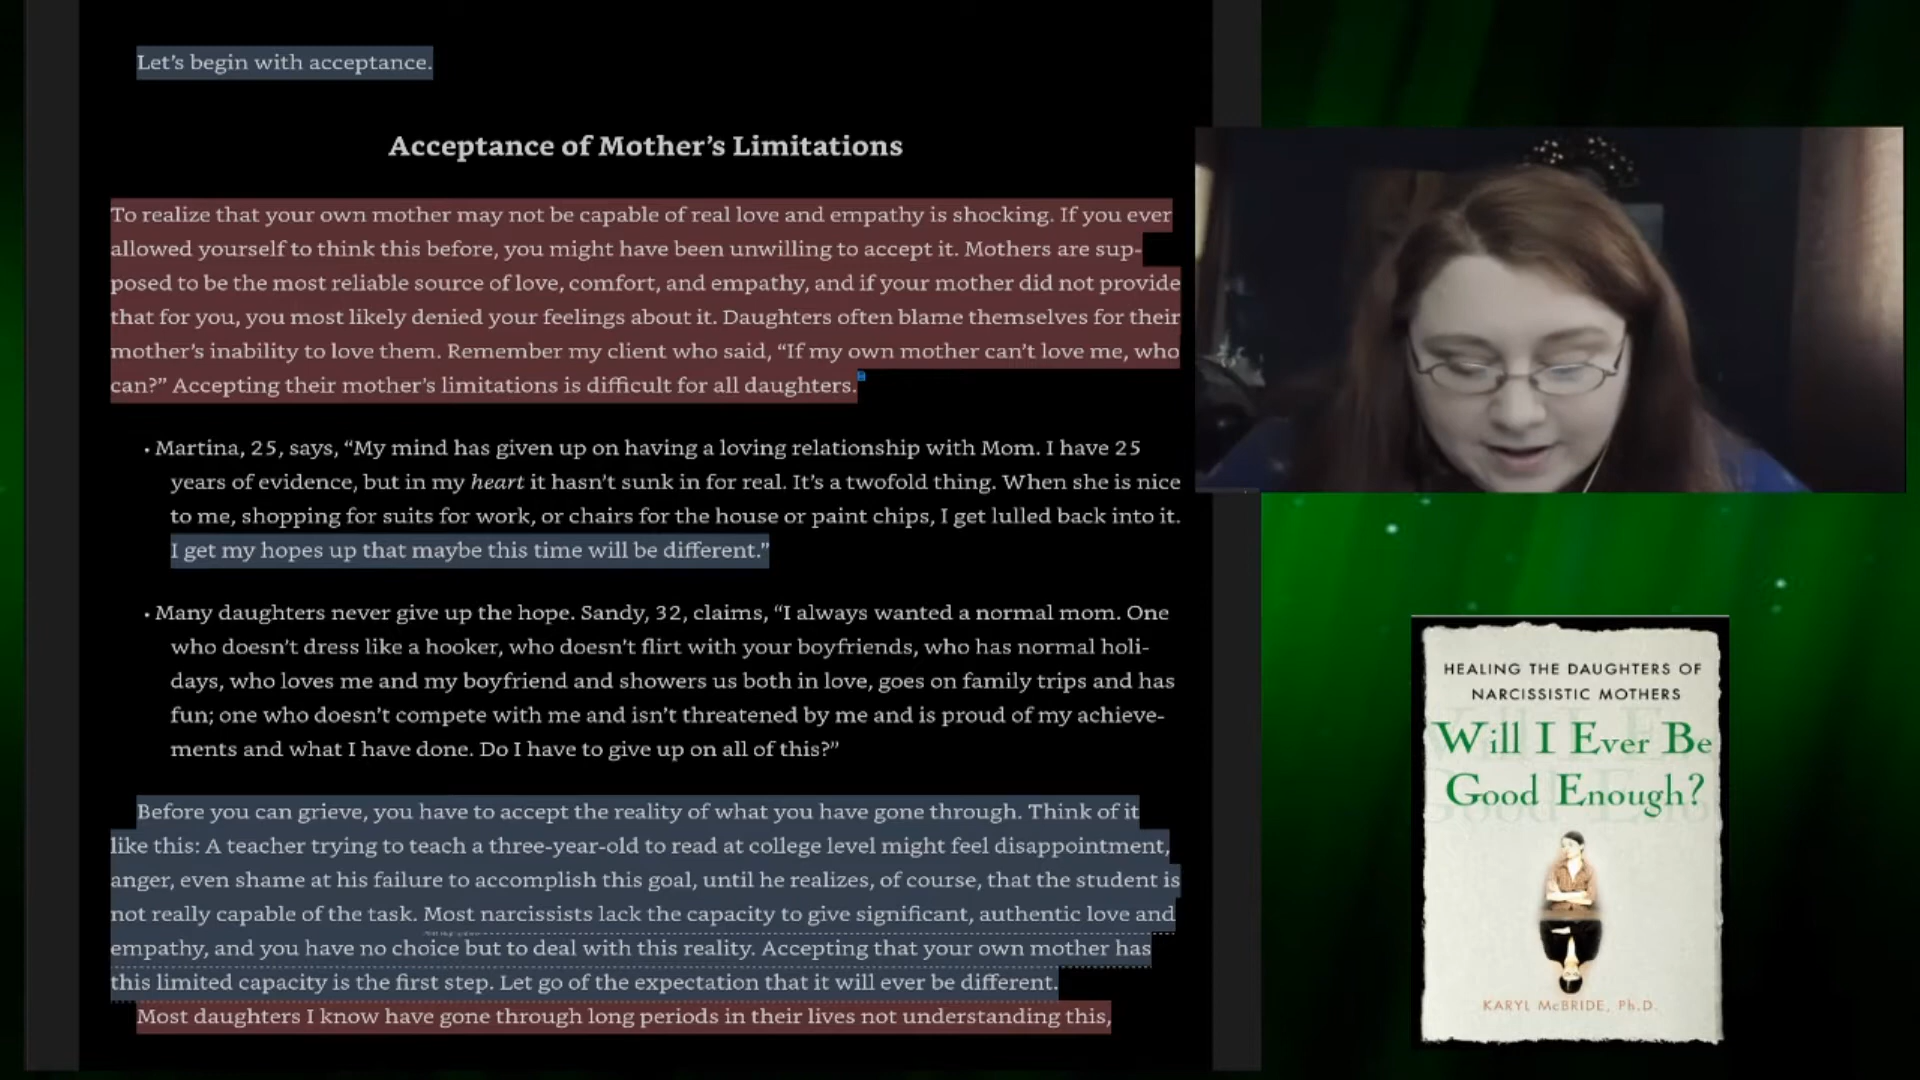 Let's begin with acceptance.
Acceptance of Mother's Limitations
To realize that your own mother may not be capable of real love and empathy is shocking. If you ever
allowed yourself to think this before, you might have been unwilling to accept it. Mothers are sup-
posed to be the most reliable source of love, comfort, and empathy, and if your mother did not provide
that for you, you most likely denied your feelings about it. Daughters often blame themselves for their
mother's inability to love them. Remember my client who said, “If my own mother can't love me, who
can?” Accepting their mother's limitations is difficult for all daughters.
• Martina, 25, says, “My mind has given up on having a loving relationship with Mom. I have 25
years of evidence, but in my heart it hasn't sunk in for real. It's a twofold thing. When she is nice
to me, shopping for suits for work, or chairs for the house or paint chips, I get lulled back into it.
I get my hopes up that maybe this time will be different.”
• Many daughters never give up the hope. Sandy, 32, claims, “I always wanted a normal mom. One
who doesn't dress like a hooker, who doesn't flirt with your boyfriends, who has normal holi-
days, who loves me and my boyfriend and showers us both in love, goes on family trips and has
fun; one who doesn't compete with me and isn't threatened by me and is proud of my achieve-
ments and what I have done. Do I have to give up on all of this?”
Before you can grieve, you have to accept the reality of what you have gone through. Think of it
like this: A teacher trying to teach a three-year-old to read at college level might feel disappointment,
anger, even shame at his failure to accomplish this goal, until he realizes, of course, that the student is
not really capable of the task. Most narcissists lack the capacity to give significant, authentic love and
empathy, and you have no choice but to deal with this reality. Accepting that your own mother has
this limited capacity is the first step. Let go of the expectation that it will ever be different.
Most daughters I know have gone through long periods in their lives not understanding this,
HEALING THE DAUGHTERS OF
NARCISSISTIC MOTHERS
Will I Ever Be
Good Enough?
KARYL McBRIDE, Ph.D.